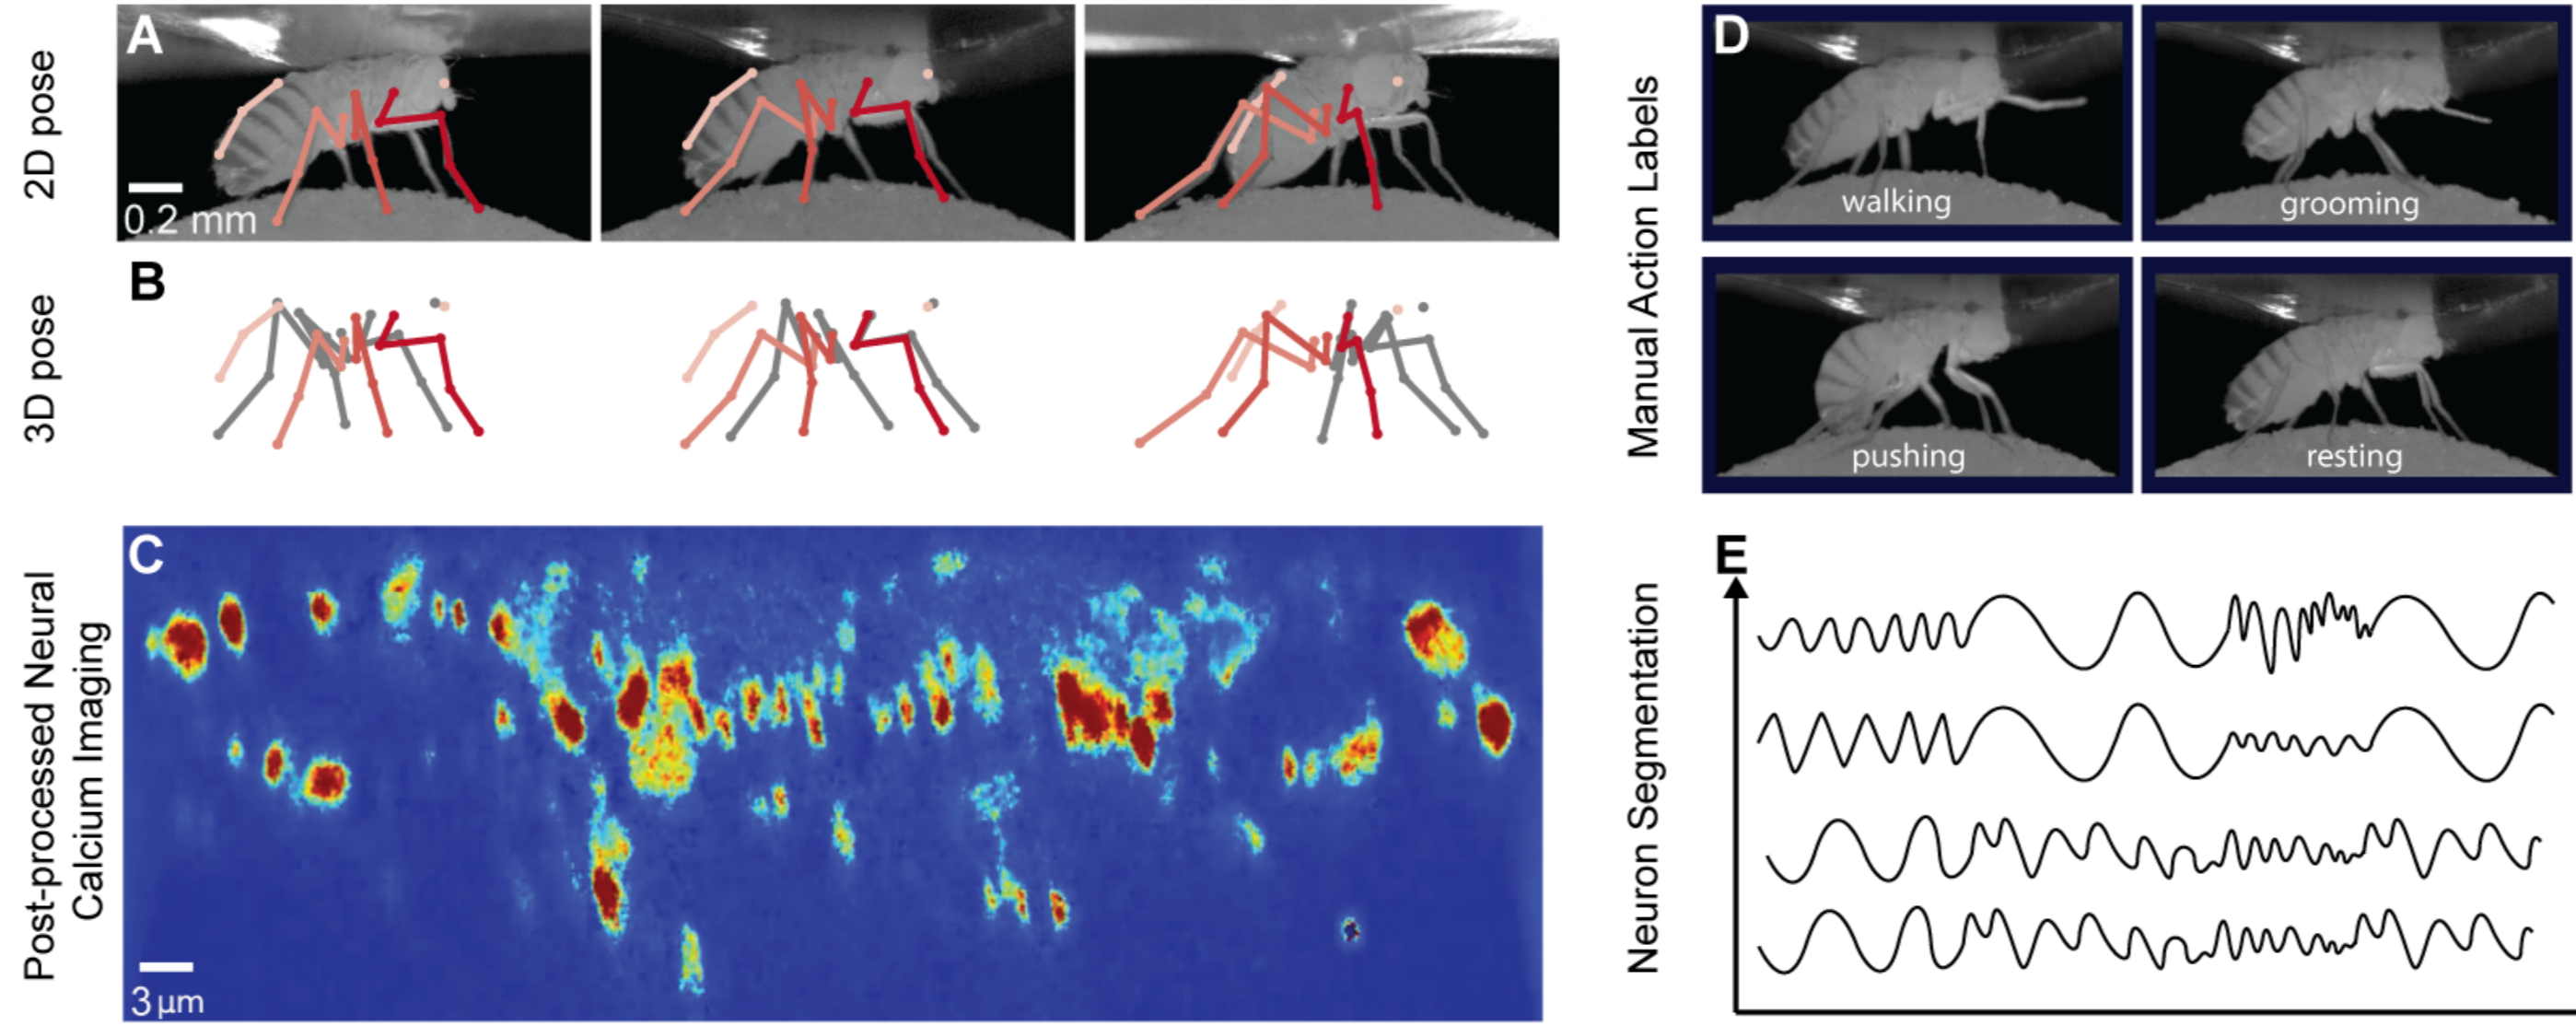 2D pose
A
0.2 mm
3D pose
B
Post-processed Neural
Calcium Imaging
C
3 μm
Manual Action Labels
D
walking
grooming
pushing
resting
Neuron Segmentation
E